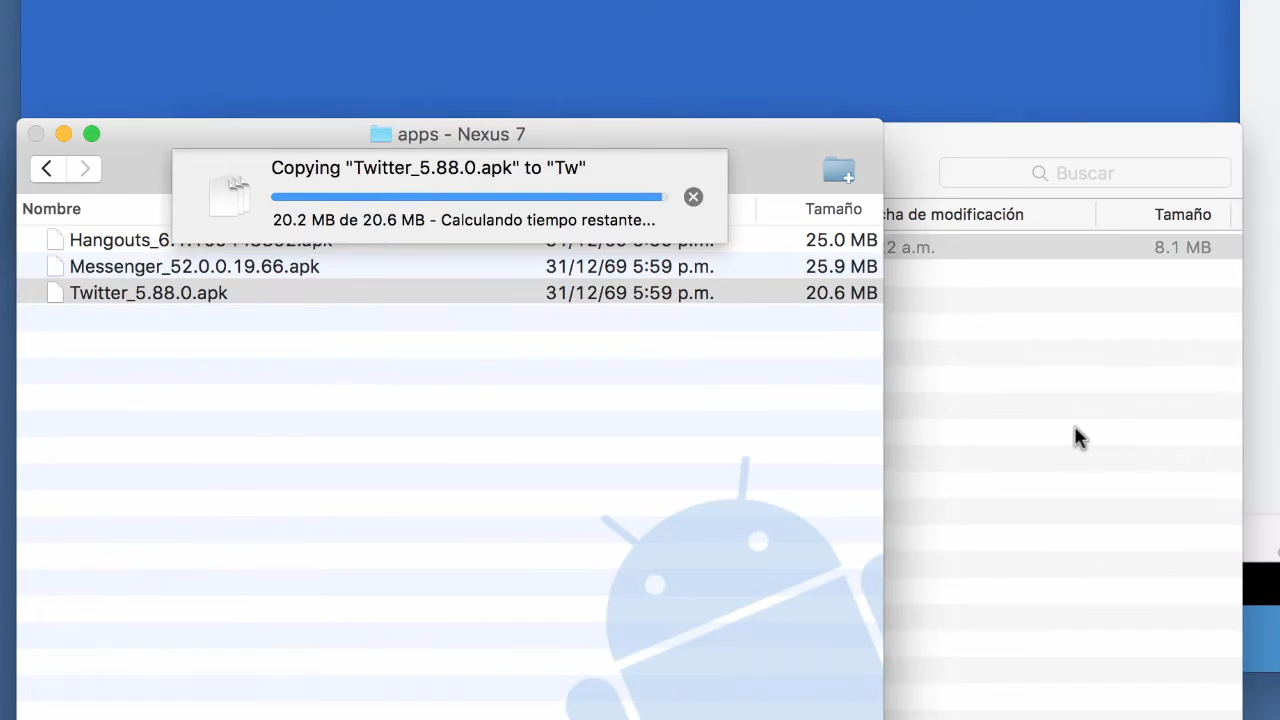 apps - Nexus 7
Copying "Twitter_5.88.0.apk" to "Tw"
20.2 MB de 20.6 MB - Calculando tiempo restante...
Buscar
Nombre
Tamaño
cha de modificación
Tamaño
25.0 MB
2 a.m.
8.1 MB
Messenger_52.0.0.19.66.apk
31/12/69 5:59 p.m.
25.9 MB
Twitter_5.88.0.apk
31/12/69 5:59 p.m.
20.6 MB